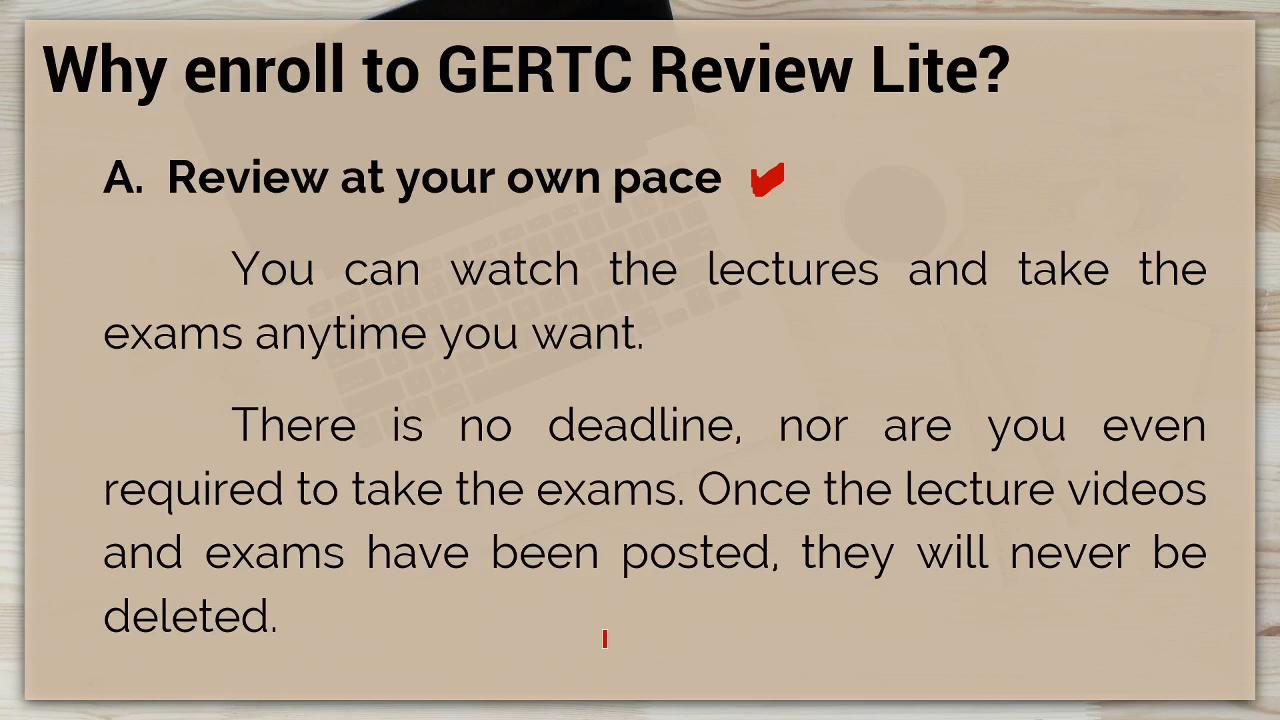 Why enroll to GERTC Review Lite?
A. Review at your own pace
You can watch the lectures and take the
exams anytime you want.
There is no deadline, nor are you even
required to take the exams. Once the lecture videos
and exams have been posted, they will never be
deleted.